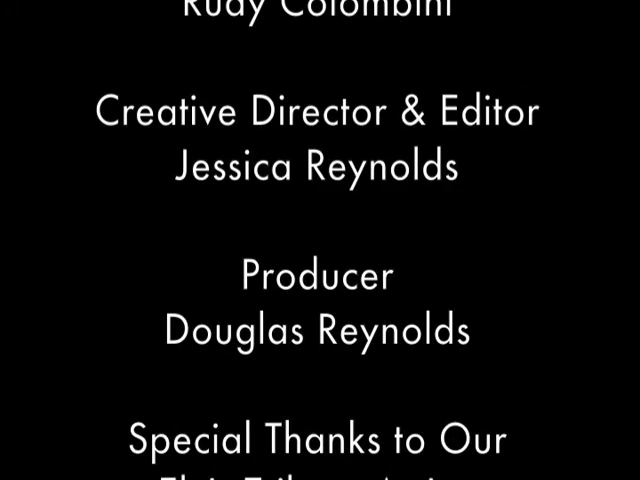 Rudy Colombini
Creative Director & Editor
Jessica Reynolds
Producer
Douglas Reynolds
Special Thanks to Our